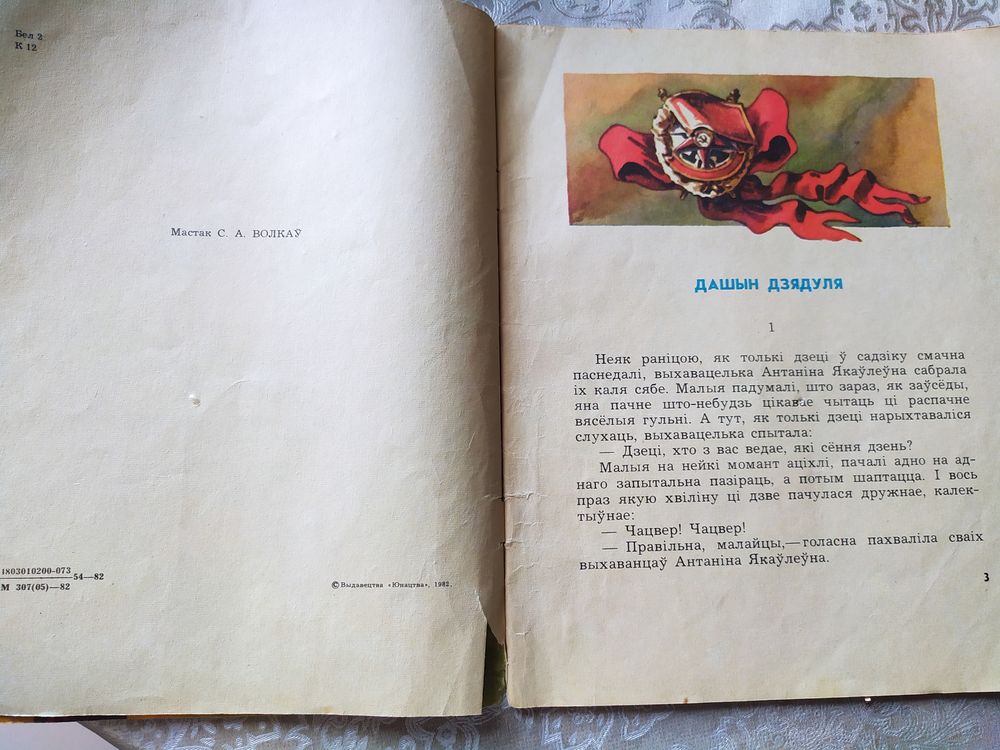 Бел 2
К 12
Мастак С. А. ВОЛКАЎ
1803010200-073
54—82
М 307(05)—82
©Выдавецтва «Юнацтва», 1982.
ДАШЫН ДЗЯДУЛЯ
1
Неяк раніцою, як толькі дзеці ў садзіку смачна
паснедалі, выхавацелька Антаніна Якаўлеўна сабрала
іх каля сябе. Малыя падумалі, што зараз, як заўсёды,
яна пачне што-небудзь цікавае чытаць ці распачне
вясёлыя гульні. А тут, як толькі дзеці нарыхтаваліся
слухаць, выхавацелька спытала:
— Дзеці, хто з вас ведае, які сёння дзень?
Малыя на нейкі момант аціхлі, пачалі адно на ад-
наго запытальна пазіраць, а потым шаптацца. І вось
праз якую хвіліну ці дзве пачулася дружнае, калек-
тыўнае:
— Чацвер! Чацвер!
— Правільна, малайцы,— голасна пахваліла сваіх
выхаванцаў Антаніна Якаўлеўна.
3